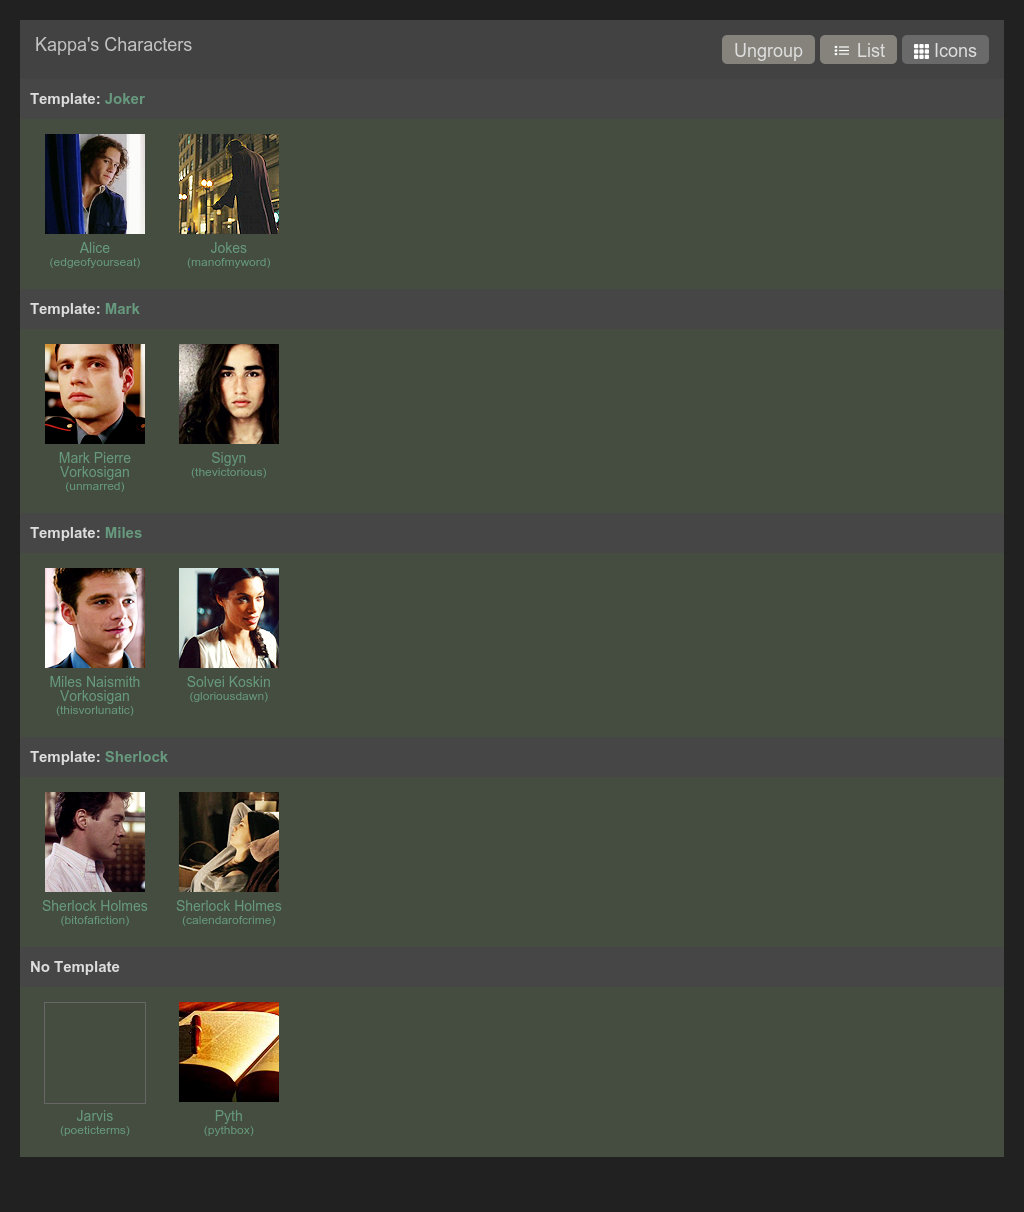 Kappa's Characters
Ungroup
List
Icons
Template: Joker
Alice
(edgeofyourseat)
Jokes
(manofmyword)
Template: Mark
Mark Pierre
Vorkosigan
(unmarred)
Sigyn
(thevictorious)
Template: Miles
Miles Naismith
Vorkosigan
(thisvorlunatic)
Solvei Koskin
(gloriousdawn)
Template: Sherlock
Sherlock Holmes
(bitofafiction)
Sherlock Holmes
(calendarofcrime)
No Template
Jarvis
(poeticterms)
Pyth
(pythbox)